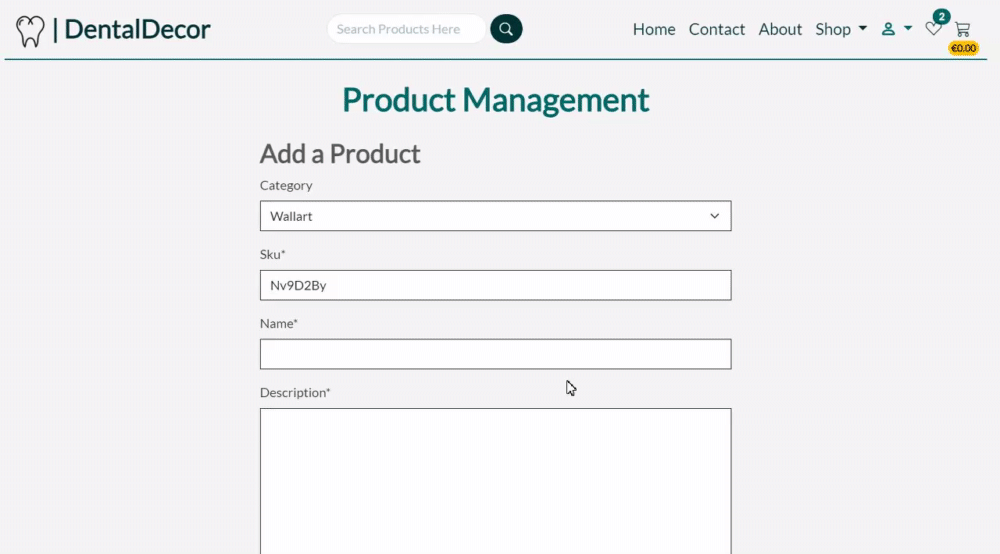 | DentalDecor
Search Products Here
Home Contact About Shop
2
€0.00
Product Management
Add a Product
Category
Wallart
Sku*
Nv9D2By
Name*
Description*